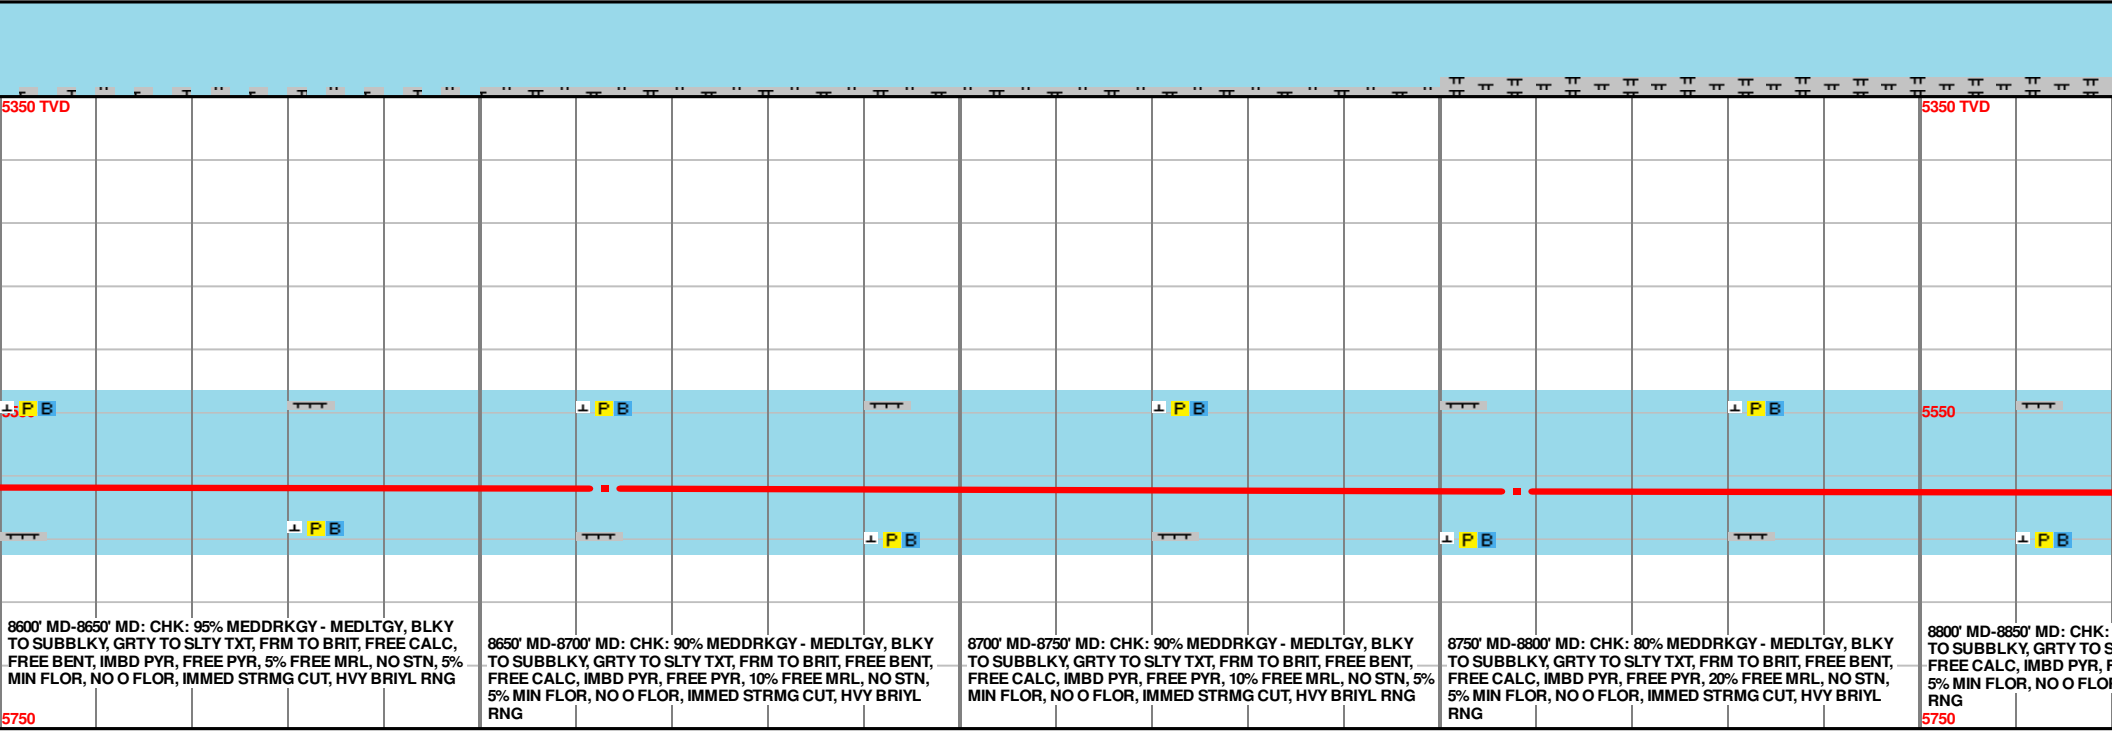 5350 TVD
5350 TVD
P B
P B
P B
P B
5550
P B
P B
P B
P B
8600' MD-8650' MD: CHK: 95% MEDDRKGY - MEDLTGY, BLKY
TO SUBBLKY, GRTY TO SLTY TXT, FRM TO BRIT, FREE CALC,
FREE BENT, IMBD PYR, FREE PYR, 5% FREE MRL, NO STN, 5%
MIN FLOR, NO O FLOR, IMMED STRMG CUT, HVY BRIYL RNG
8650' MD-8700' MD: CHK: 90% MEDDRKGY - MEDLTGY, BLKY
TO SUBBLKY, GRTY TO SLTY TXT, FRM TO BRIT, FREE BENT,
FREE CALC, IMBD PYR, FREE PYR, 10% FREE MRL, NO STN,
5% MIN FLOR, NO O FLOR, IMMED STRMG CUT, HVY BRIYL
RNG
8700' MD-8750' MD: CHK: 90% MEDDRKGY - MEDLTGY, BLKY
TO SUBBLKY, GRTY TO SLTY TXT, FRM TO BRIT, FREE BENT,
FREE CALC, IMBD PYR, FREE PYR, 10% FREE MRL, NO STN, 5%
MIN FLOR, NO O FLOR, IMMED STRMG CUT, HVY BRIYL RNG
8750' MD-8800' MD: CHK: 80% MEDDRKGY - MEDLTGY, BLKY
TO SUBBLKY, GRTY TO SLTY TXT, FRM TO BRIT, FREE BENT,
FREE CALC, IMBD PYR, FREE PYR, 20% FREE MRL, NO STN,
5% MIN FLOR, NO O FLOR, IMMED STRMG CUT, HVY BRIYL
RNG
8800' MD-8850' MD: CHK:
TO SUBBLKY, GRTY TO
FREE CALC, IMBD PYR,
5% MIN FLOR, NO O
RNG
5750
5750